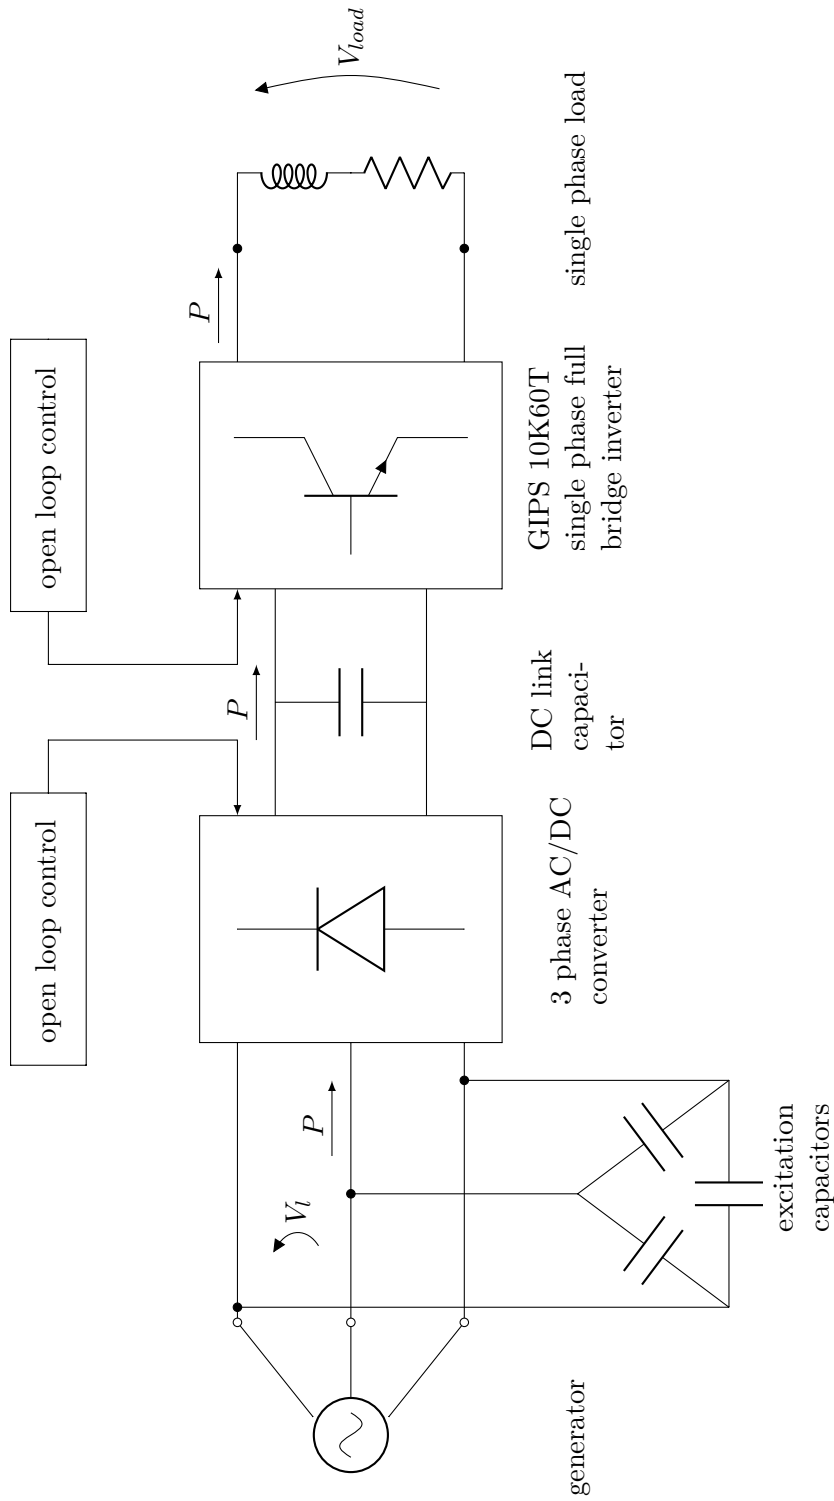 open loop control
open loop control
V_l
P
P
P
V_load
generator
excitation
capacitors
3 phase AC/DC
converter
DC link
capaci-
tor
GIPS 10K60T
single phase full
bridge inverter
single phase load